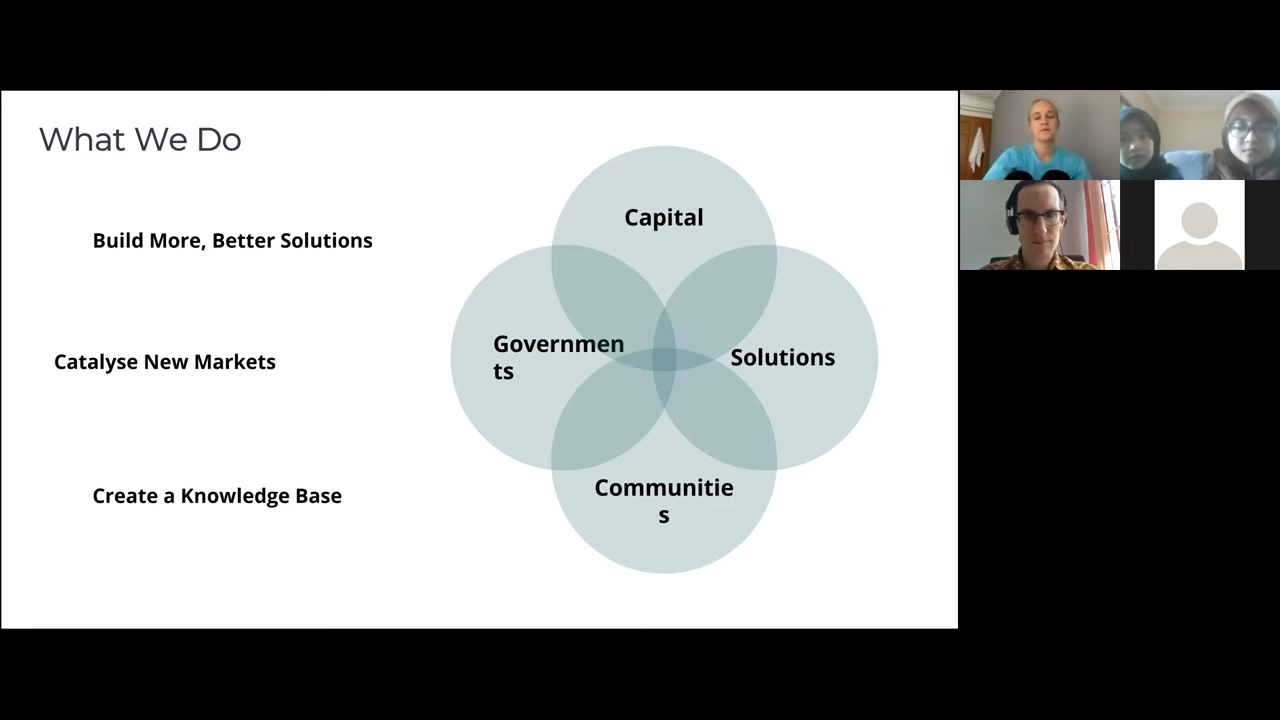 What We Do
Build More, Better Solutions
Catalyse New Markets
Create a Knowledge Base
Capital
Governmen
ts
Solutions
Communitie
s